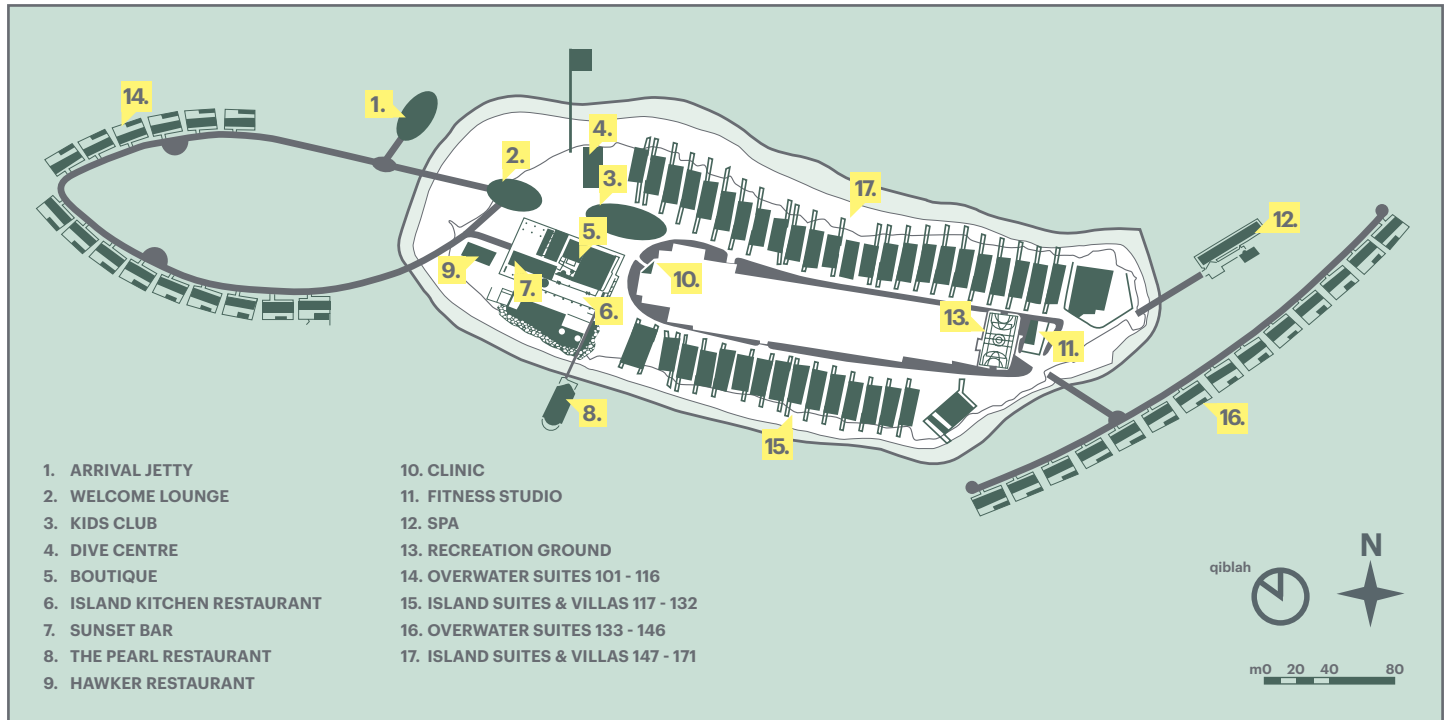 14.
1.
2.
4.
3.
17.
5.
12.
9.
7.
10.
6.
13.
11.
8.
15.
16.
1. ARRIVAL JETTY
2. WELCOME LOUNGE
3. KIDS CLUB
4. DIVE CENTRE
5. BOUTIQUE
6. ISLAND KITCHEN RESTAURANT
7. SUNSET BAR
8. THE PEARL RESTAURANT
9. HAWKER RESTAURANT
10. CLINIC
11. FITNESS STUDIO
12. SPA
13. RECREATION GROUND
14. OVERWATER SUITES 101 - 116
15. ISLAND SUITES & VILLAS 117 - 132
16. OVERWATER SUITES 133 - 146
17. ISLAND SUITES & VILLAS 147 - 171
N
qiblah
m0 20 40 80